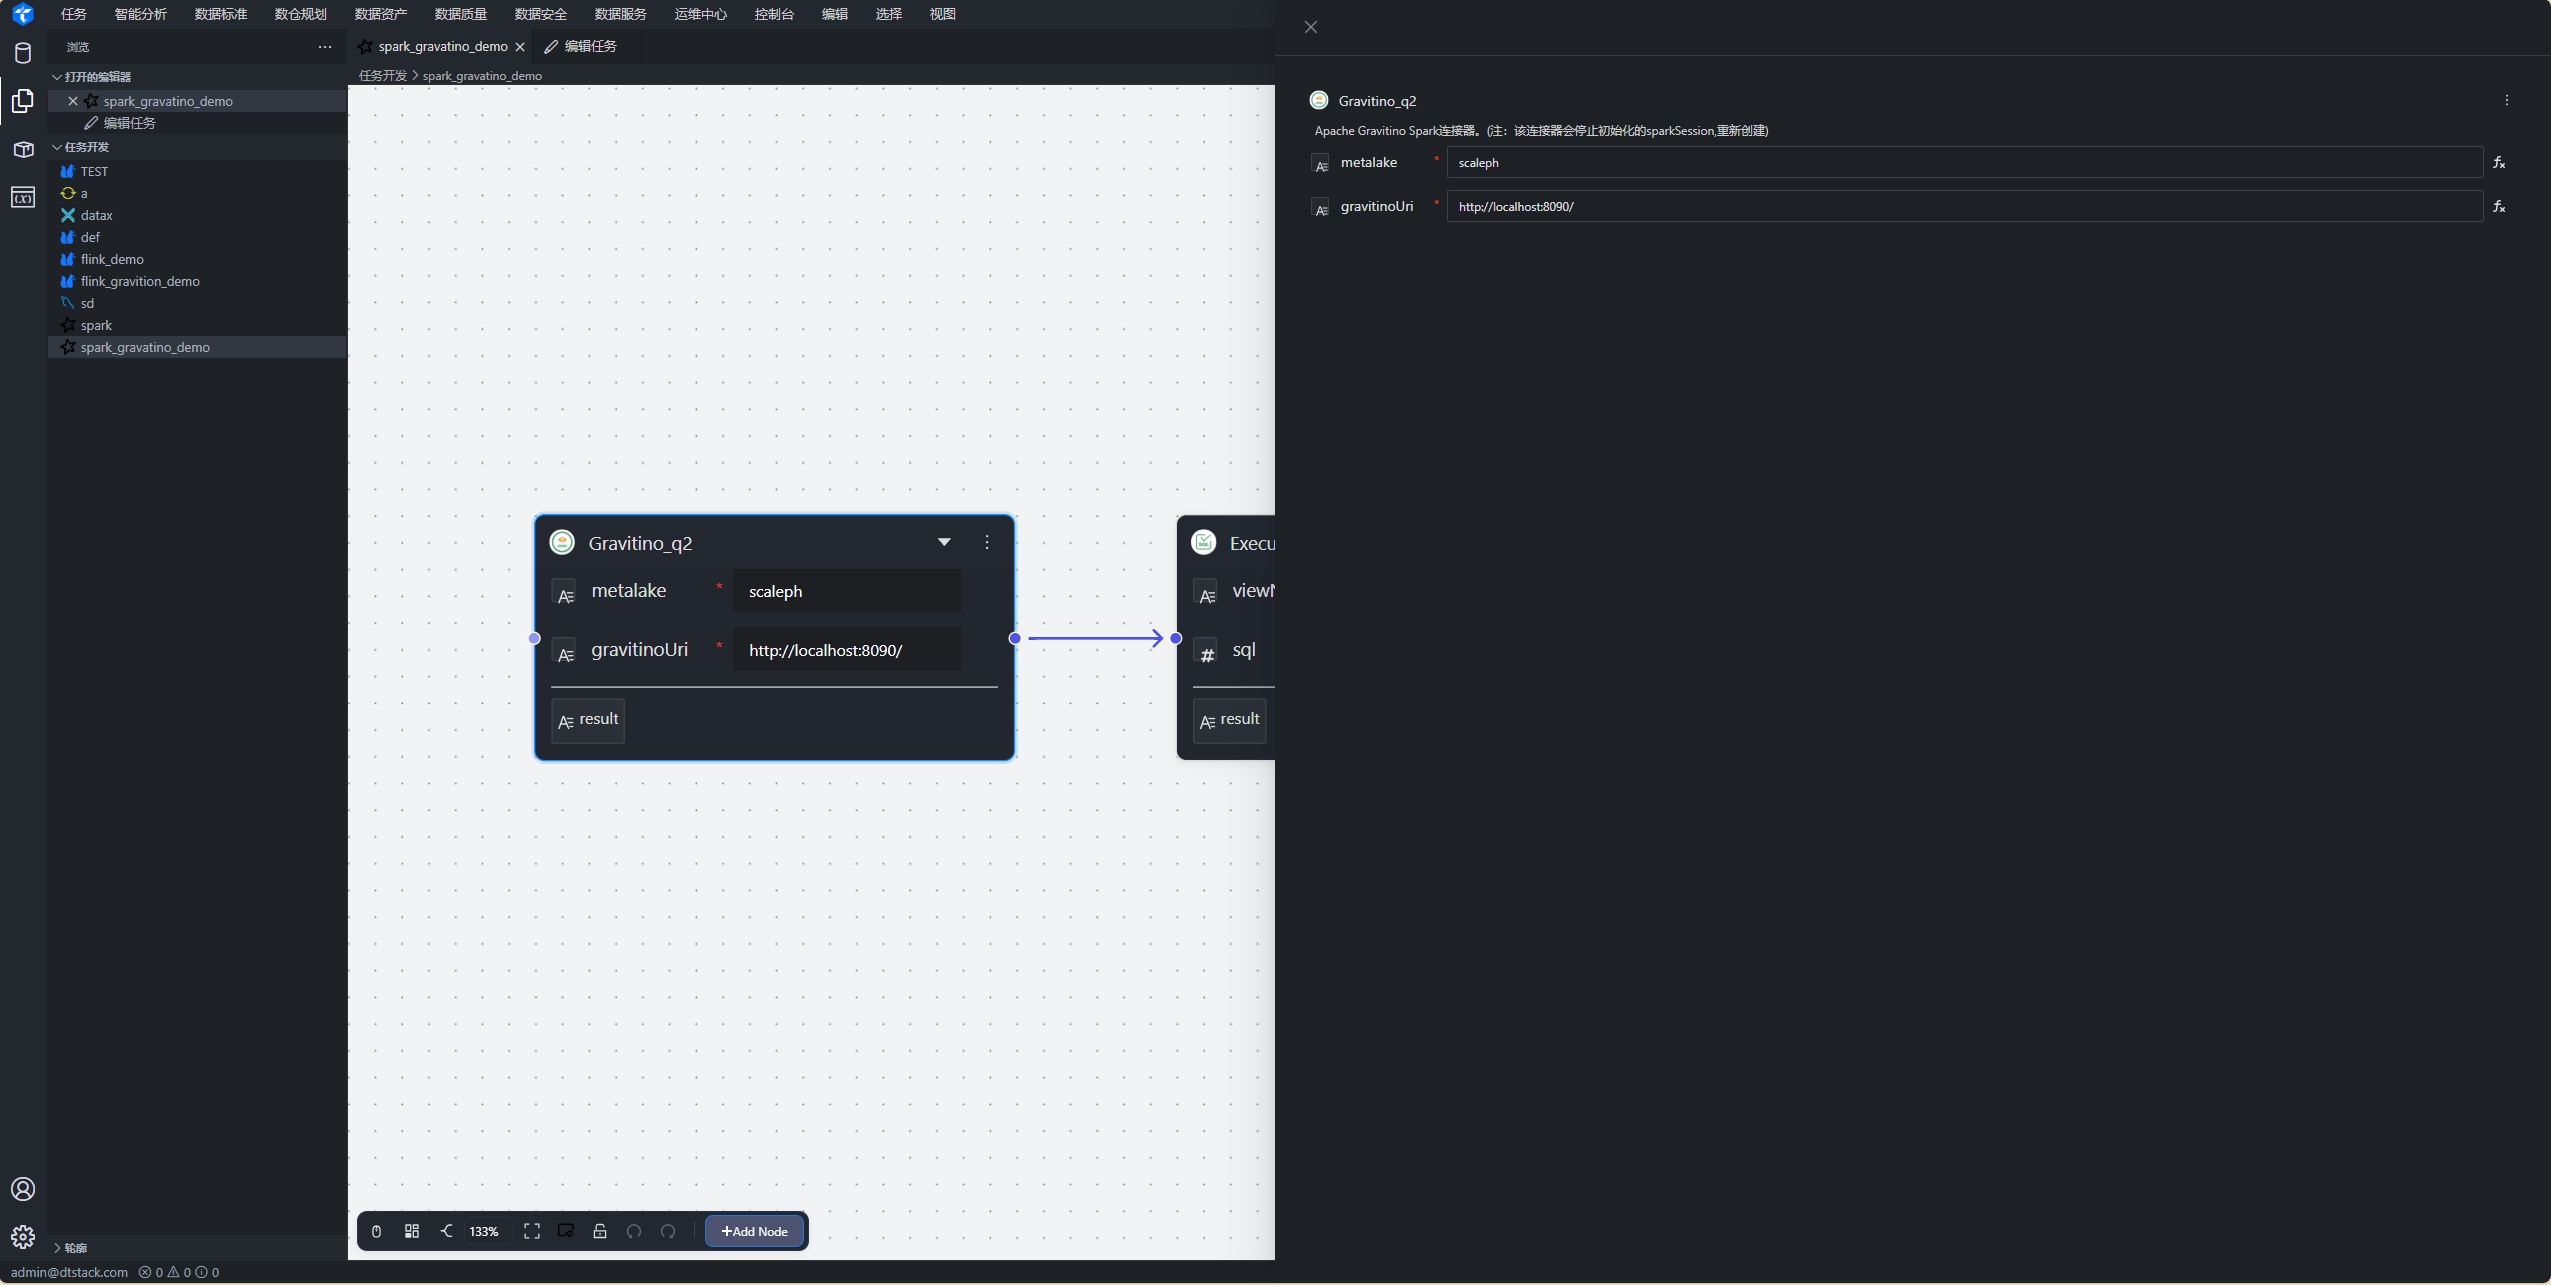 任务 智能分析 数据标准 数仓规划 数据资产 数据质量 数据安全 数据服务 运维中心 控制台 编辑 选择 视图
浏览
打开的编辑器
spark_gravatino_demo
编辑任务
任务开发
TEST
a
datax
def
flink_demo
flink_gravition_demo
sd
spark
spark_gravatino_demo
轮廓
spark_gravatino_demo 编辑任务
任务开发 > spark_gravatino_demo
Gravitino_q2
metalake * scaleph
gravitinoUri * http://localhost:8090/
result
Execu
viewN
sql
result
133% +Add Node
Gravitino_q2
Apache Gravitino Spark连接器。(注：该连接器会停止初始化的sparkSession,重新创建)
metalake * scaleph
gravitinoUri * http://localhost:8090/
admin@dtstack.com 0 0 0